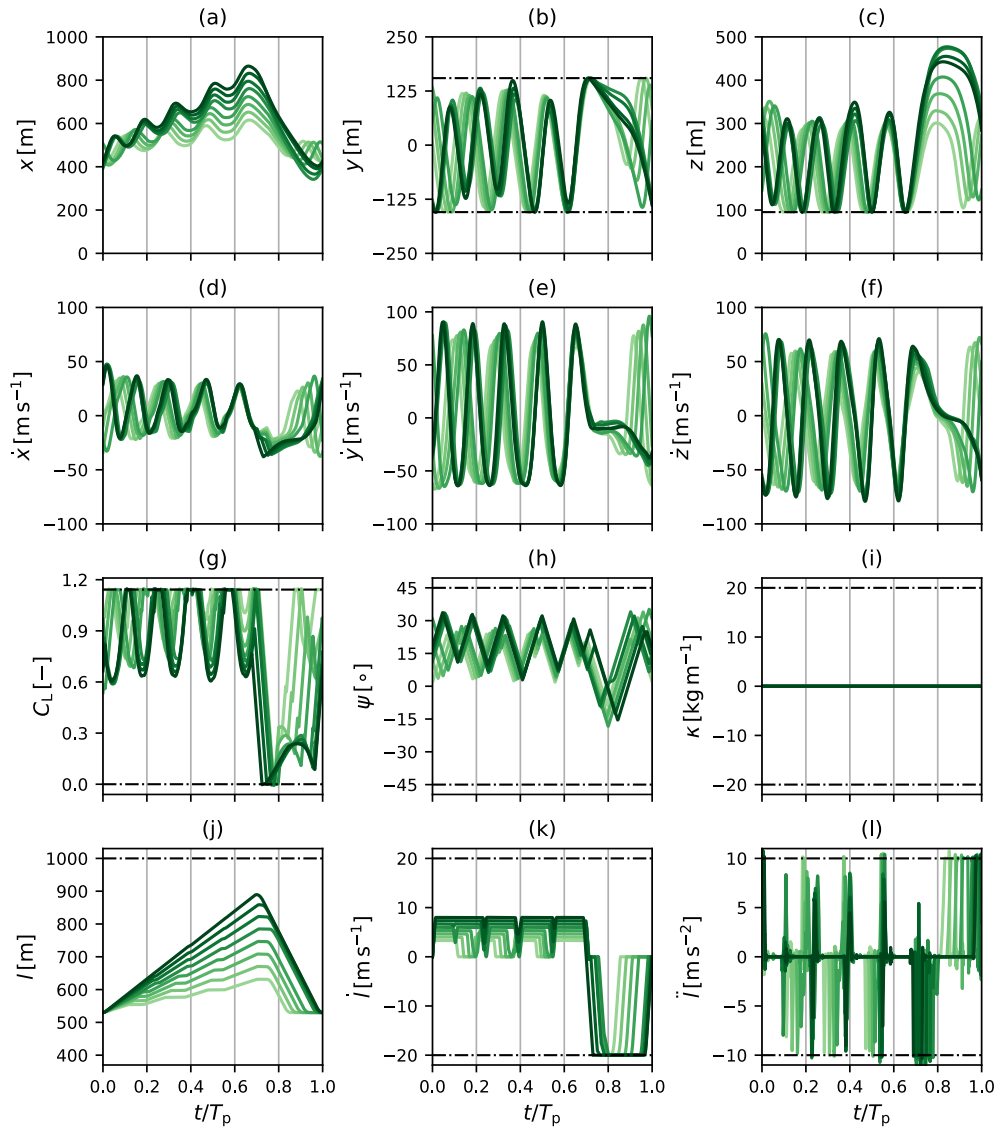 (a) (b) (c)
1000 250 500
800 125 400
600 0 300
400 −125 200
200 −250 100
0 0
x [m] y [m] z [m]
(d) (e) (f)
100 100 100
50 50 50
0 0 0
−50 −50 −50
−100 −100 −100
ẋ [m s⁻¹] ẏ [m s⁻¹] ż [m s⁻¹]
(g) (h) (i)
1.2 45 20
0.9 30 10
0.6 15 0
0.3 0 −10
0.0 −15 −20
−30
−45
C_L [−] ψ [∘] κ [kg m⁻¹]
(j) (k) (l)
1000 20 10
900 10 5
800 0 0
700 −10 −5
600 −20 −10
500
400
l [m] l̇ [m s⁻¹] l̈ [m s⁻²]
0.0 0.2 0.4 0.6 0.8 1.0 0.0 0.2 0.4 0.6 0.8 1.0 0.0 0.2 0.4 0.6 0.8 1.0
t/T_p t/T_p t/T_p